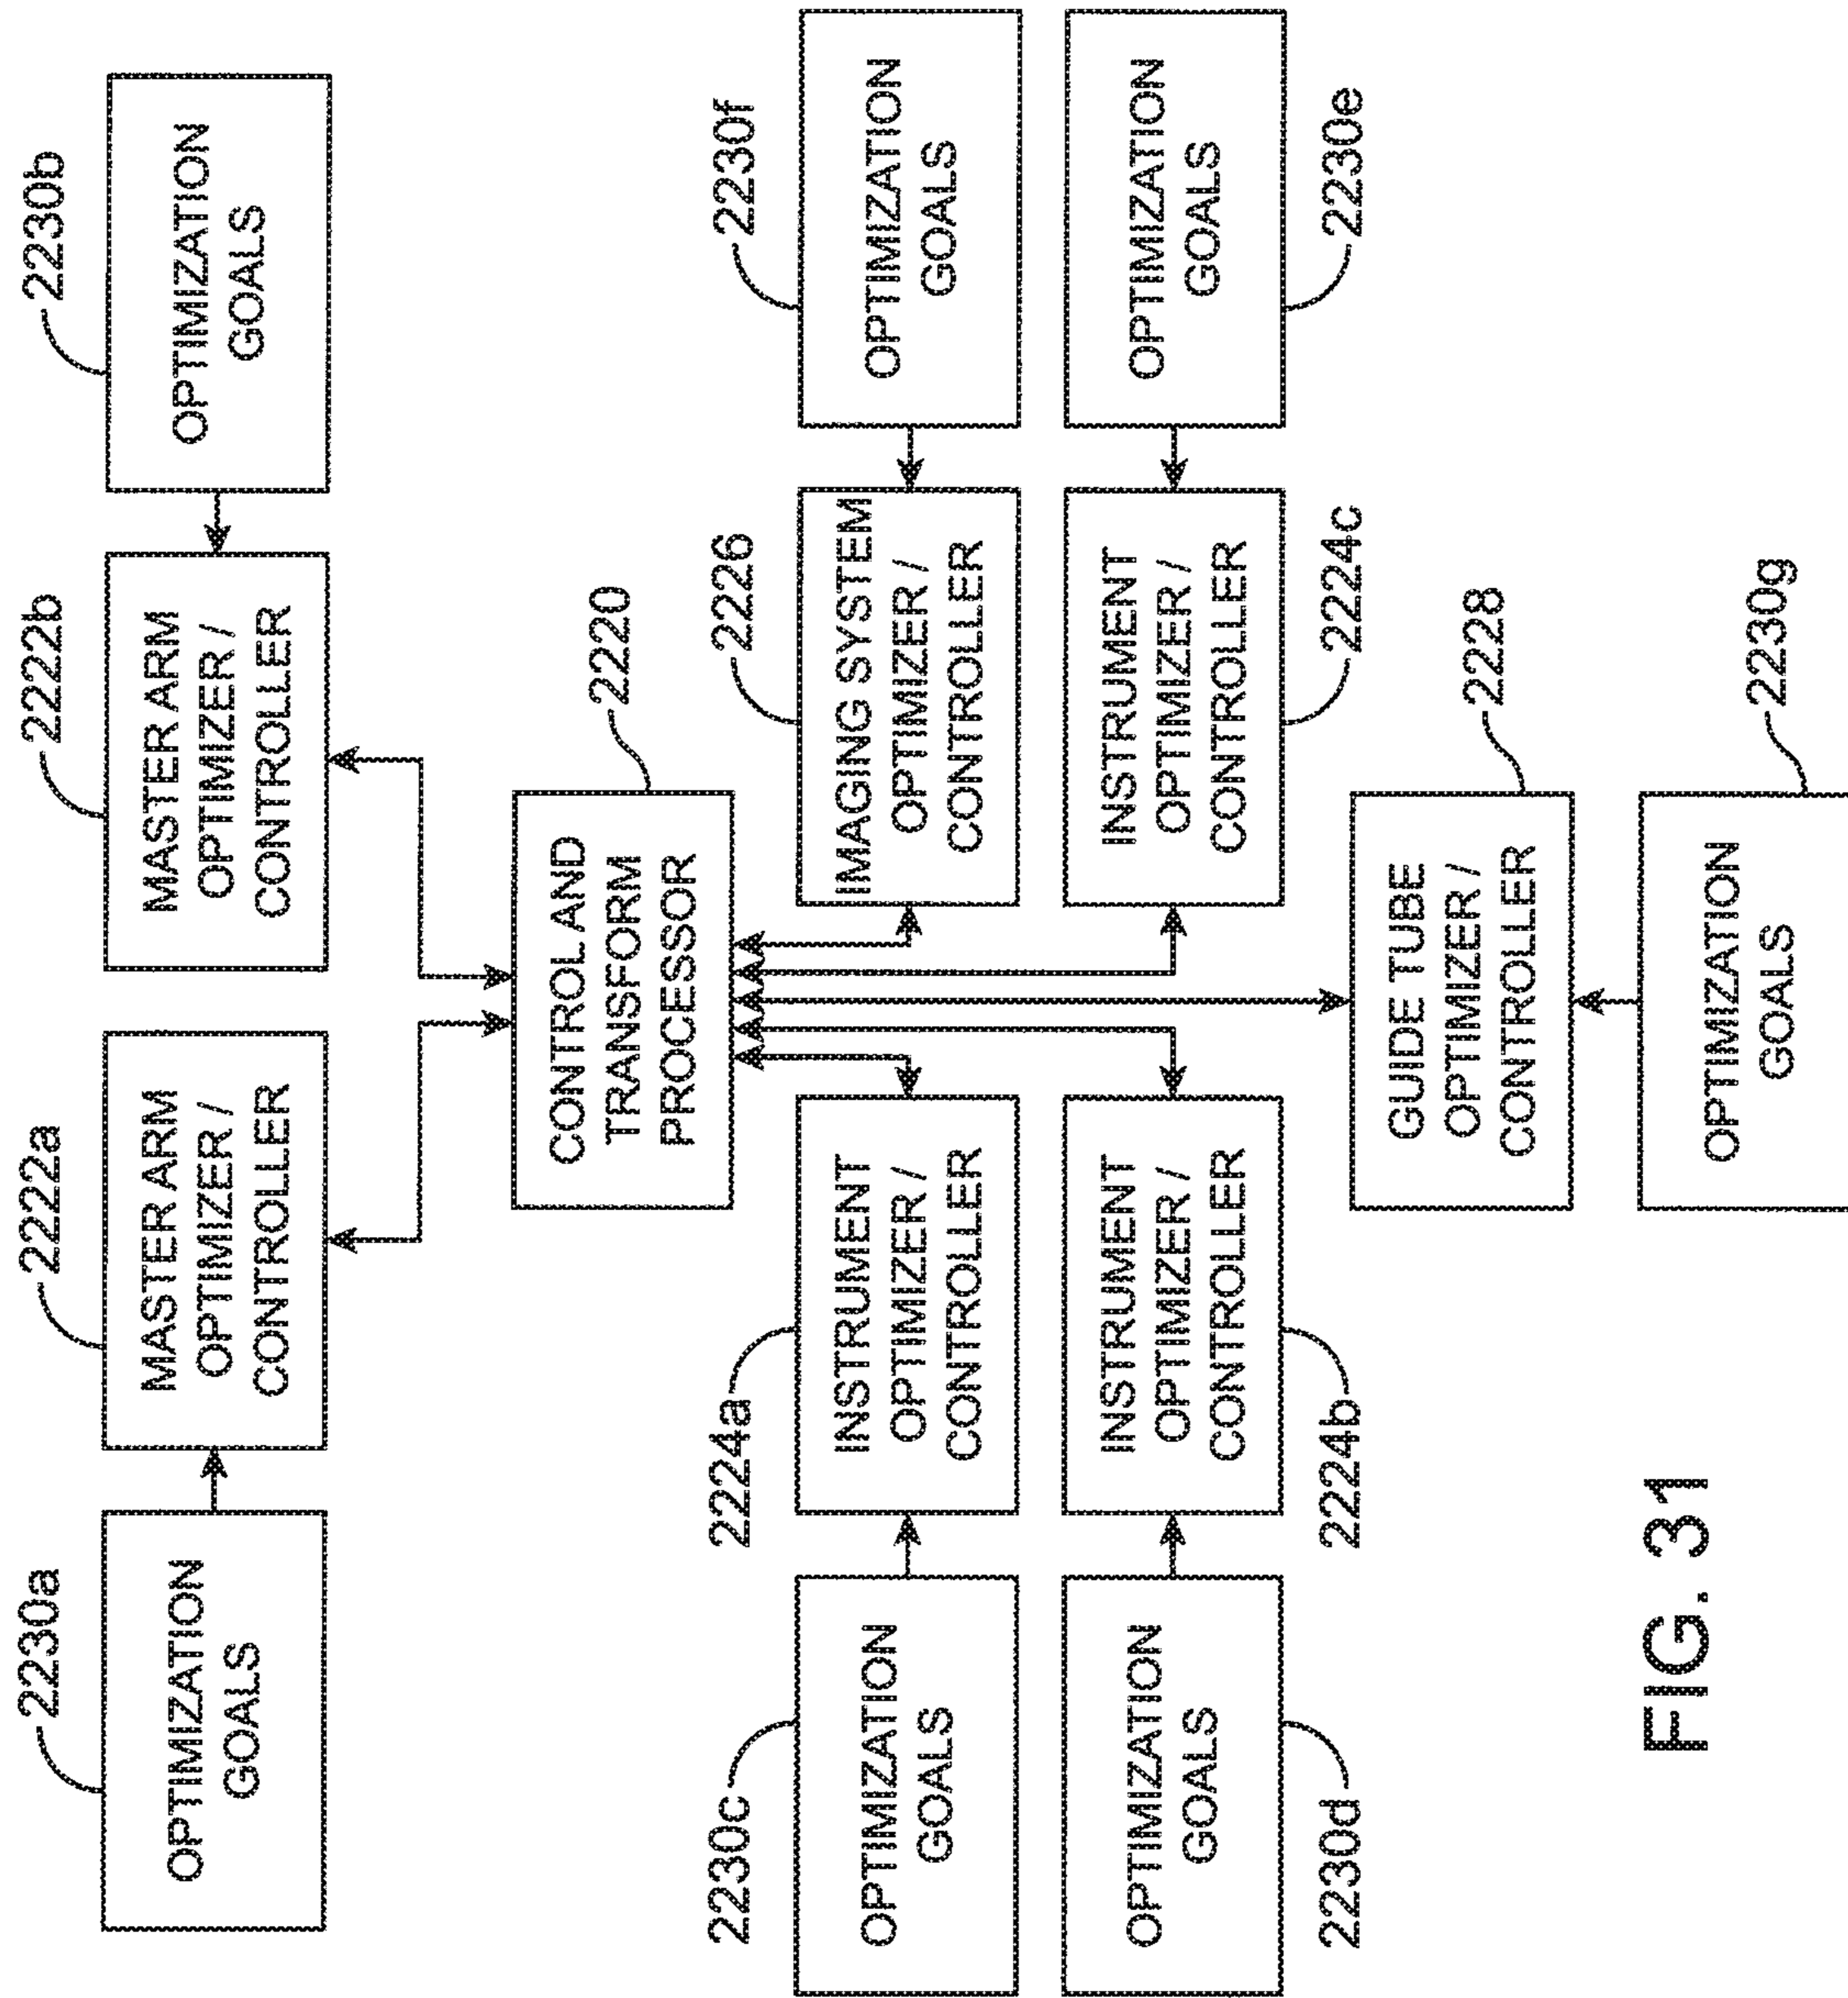 2230a
OPTIMIZATION
GOALS
2222a
MASTER ARM
OPTIMIZER /
CONTROLLER
2222b
MASTER ARM
OPTIMIZER /
CONTROLLER
2230b
OPTIMIZATION
GOALS
2220
CONTROL AND
TRANSFORM
PROCESSOR
2230c
OPTIMIZATION
GOALS
2224a
INSTRUMENT
OPTIMIZER /
CONTROLLER
2226
IMAGING SYSTEM
OPTIMIZER /
CONTROLLER
2230f
OPTIMIZATION
GOALS
OPTIMIZATION
GOALS
2230d
INSTRUMENT
OPTIMIZER /
CONTROLLER
2224b
INSTRUMENT
OPTIMIZER /
CONTROLLER
2224c
OPTIMIZATION
GOALS
2230e
GUIDE TUBE
OPTIMIZER /
CONTROLLER
2228
OPTIMIZATION
GOALS
2230g
FIG. 31